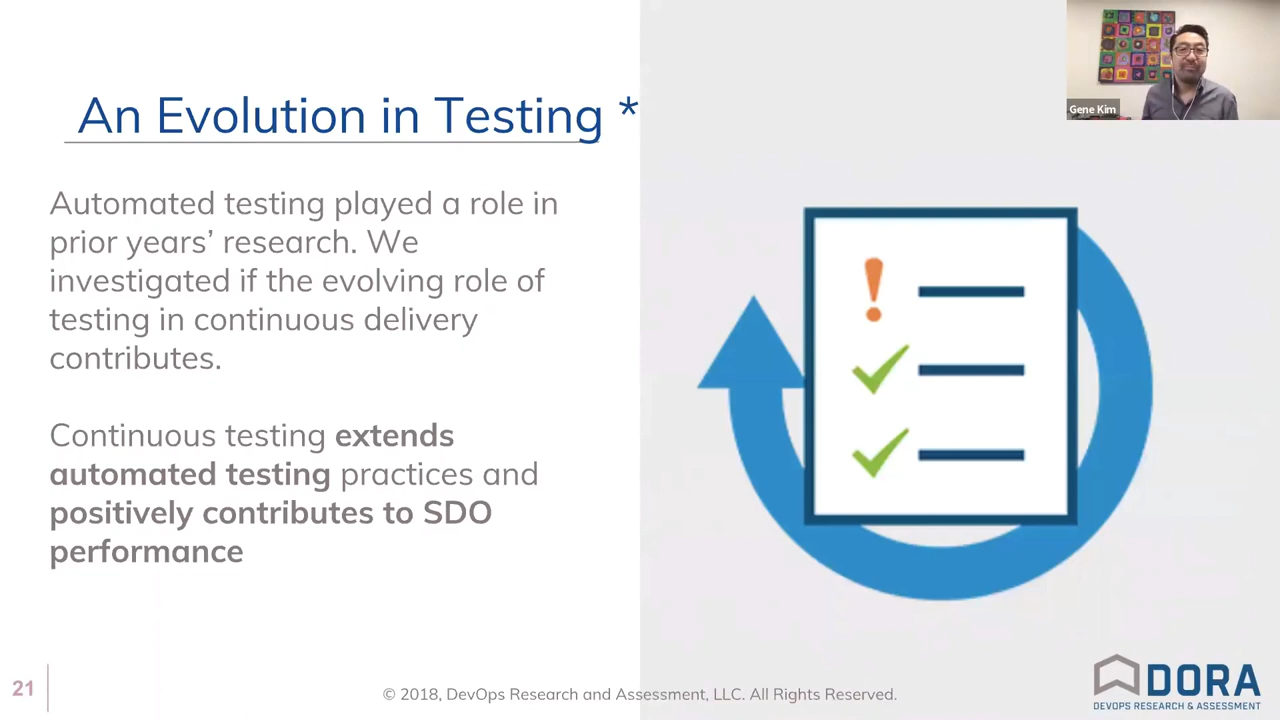 Gene Kim
An Evolution in Testing *
Automated testing played a role in
prior years’ research. We
investigated if the evolving role of
testing in continuous delivery
contributes.
Continuous testing extends
automated testing practices and
positively contributes to SDO
performance
21
© 2018, DevOps Research and Assessment, LLC. All Rights Reserved.
DORA
DEVOPS RESEARCH & ASSESSMENT